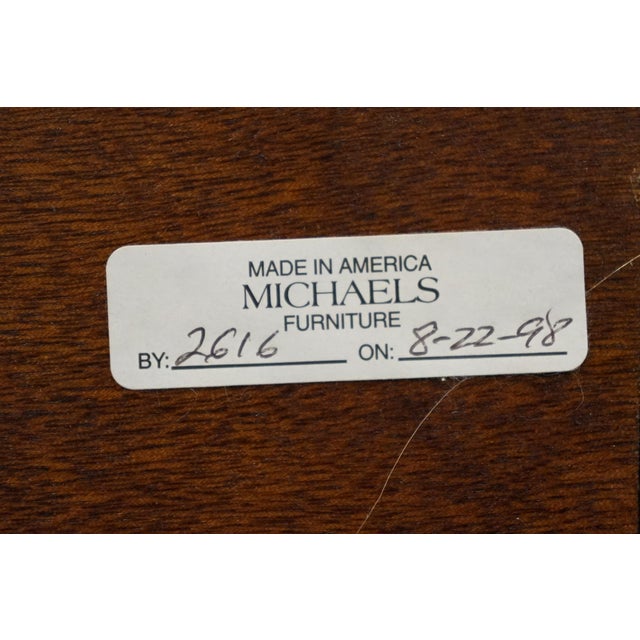 MADE IN AMERICA
MICHAELS
FURNITURE
BY: 2616 ON: 8-22-98